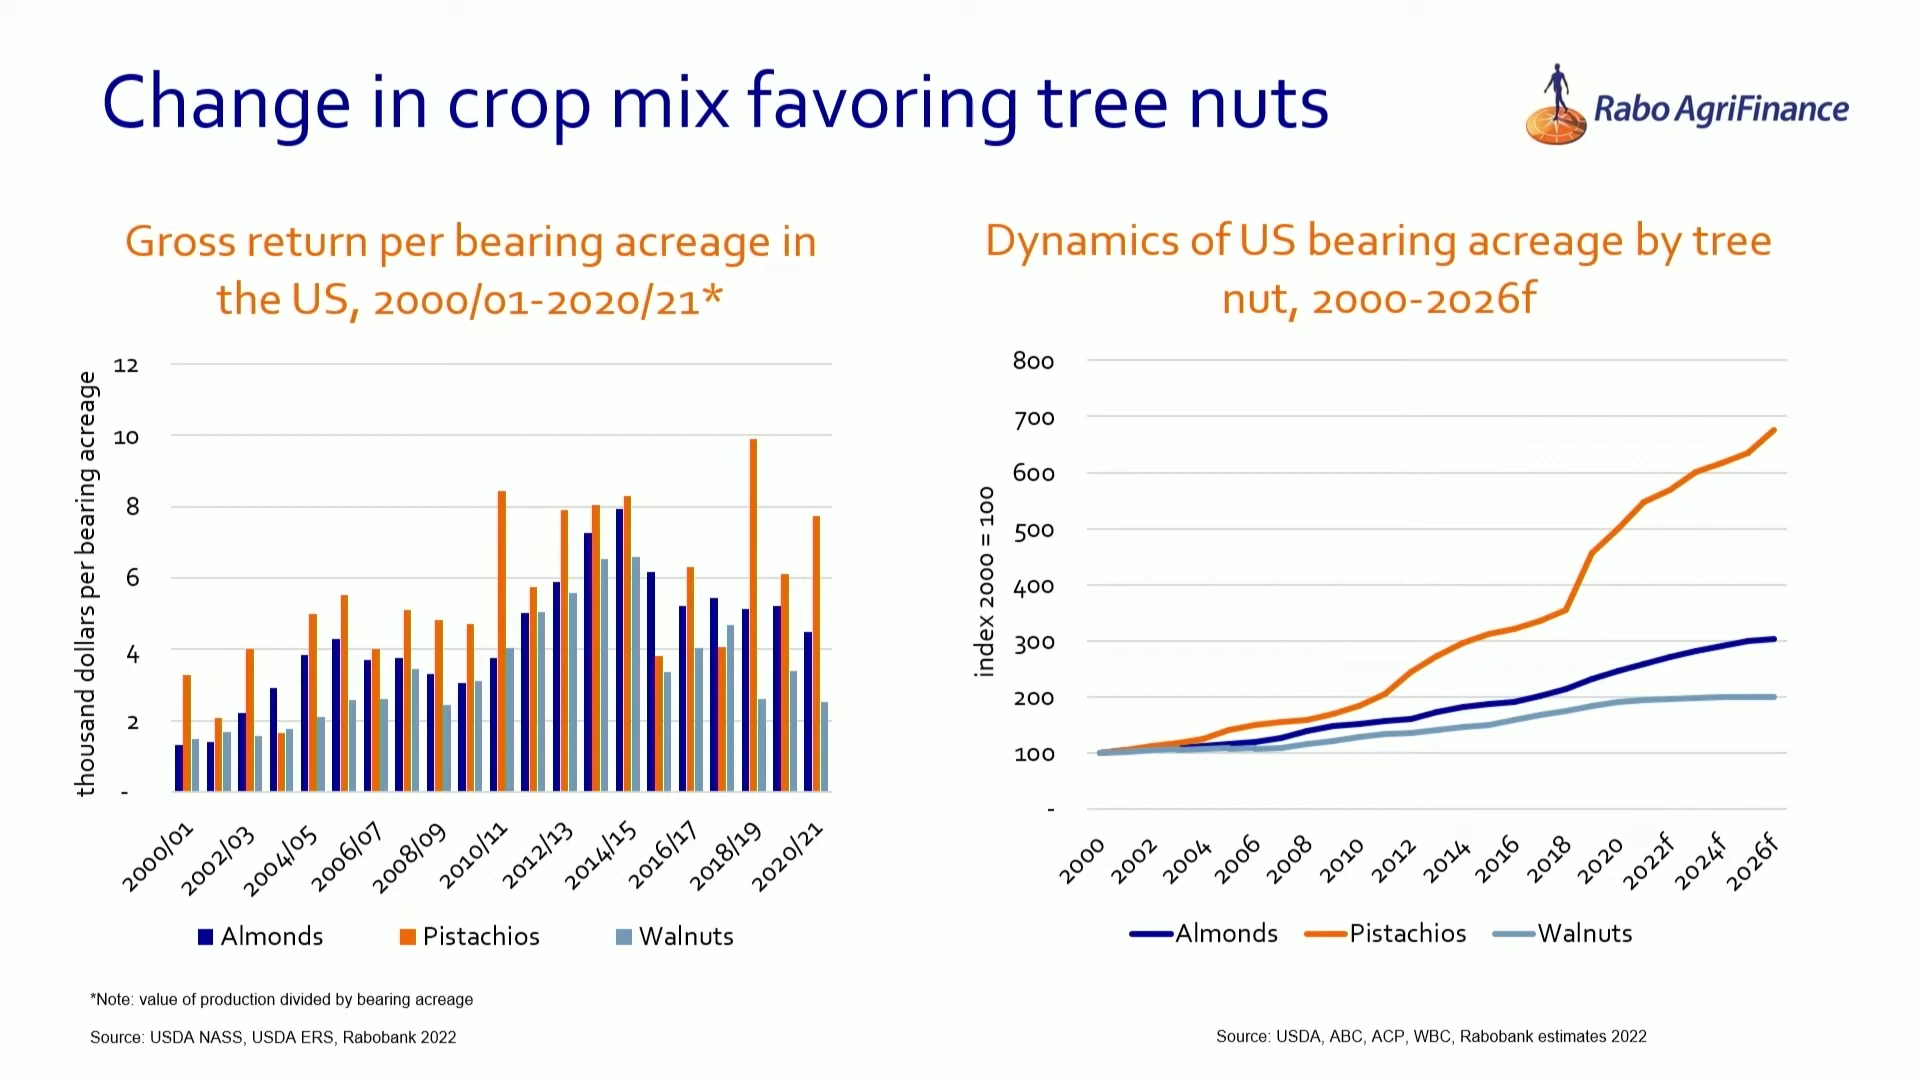 Change in crop mix favoring tree nuts
Rabo AgriFinance
Gross return per bearing acreage in
the US, 2000/01-2020/21*
thousand dollars per bearing acreage
12
10
8
6
4
2
-
2000/01
2002/03
2004/05
2006/07
2008/09
2010/11
2012/13
2014/15
2016/17
2018/19
2020/21
Almonds
Pistachios
Walnuts
*Note: value of production divided by bearing acreage
Source: USDA NASS, USDA ERS, Rabobank 2022
Dynamics of US bearing acreage by tree
nut, 2000-2026f
index 2000 = 100
800
700
600
500
400
300
200
100
-
2000
2002
2004
2006
2008
2010
2012
2014
2016
2018
2020
2022f
2024f
2026f
Almonds
Pistachios
Walnuts
Source: USDA, ABC, ACP, WBC, Rabobank estimates 2022